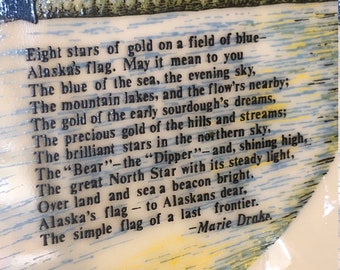 Eight stars of gold on a field of blue—
Alaska's flag. May it mean to you
The blue of the sea, the evening sky,
The mountain lakes, and the flow'rs nearby;
The gold of the early sourdough's dreams,
The precious gold of the hills and streams;
The brilliant stars in the northern sky,
The "Bear"—the "Dipper"—and, shining high,
The great North Star with its steady light,
Over land and sea a beacon bright,
Alaska's flag—to Alaskans dear,
The simple flag of a last frontier.
—Marie Drake.